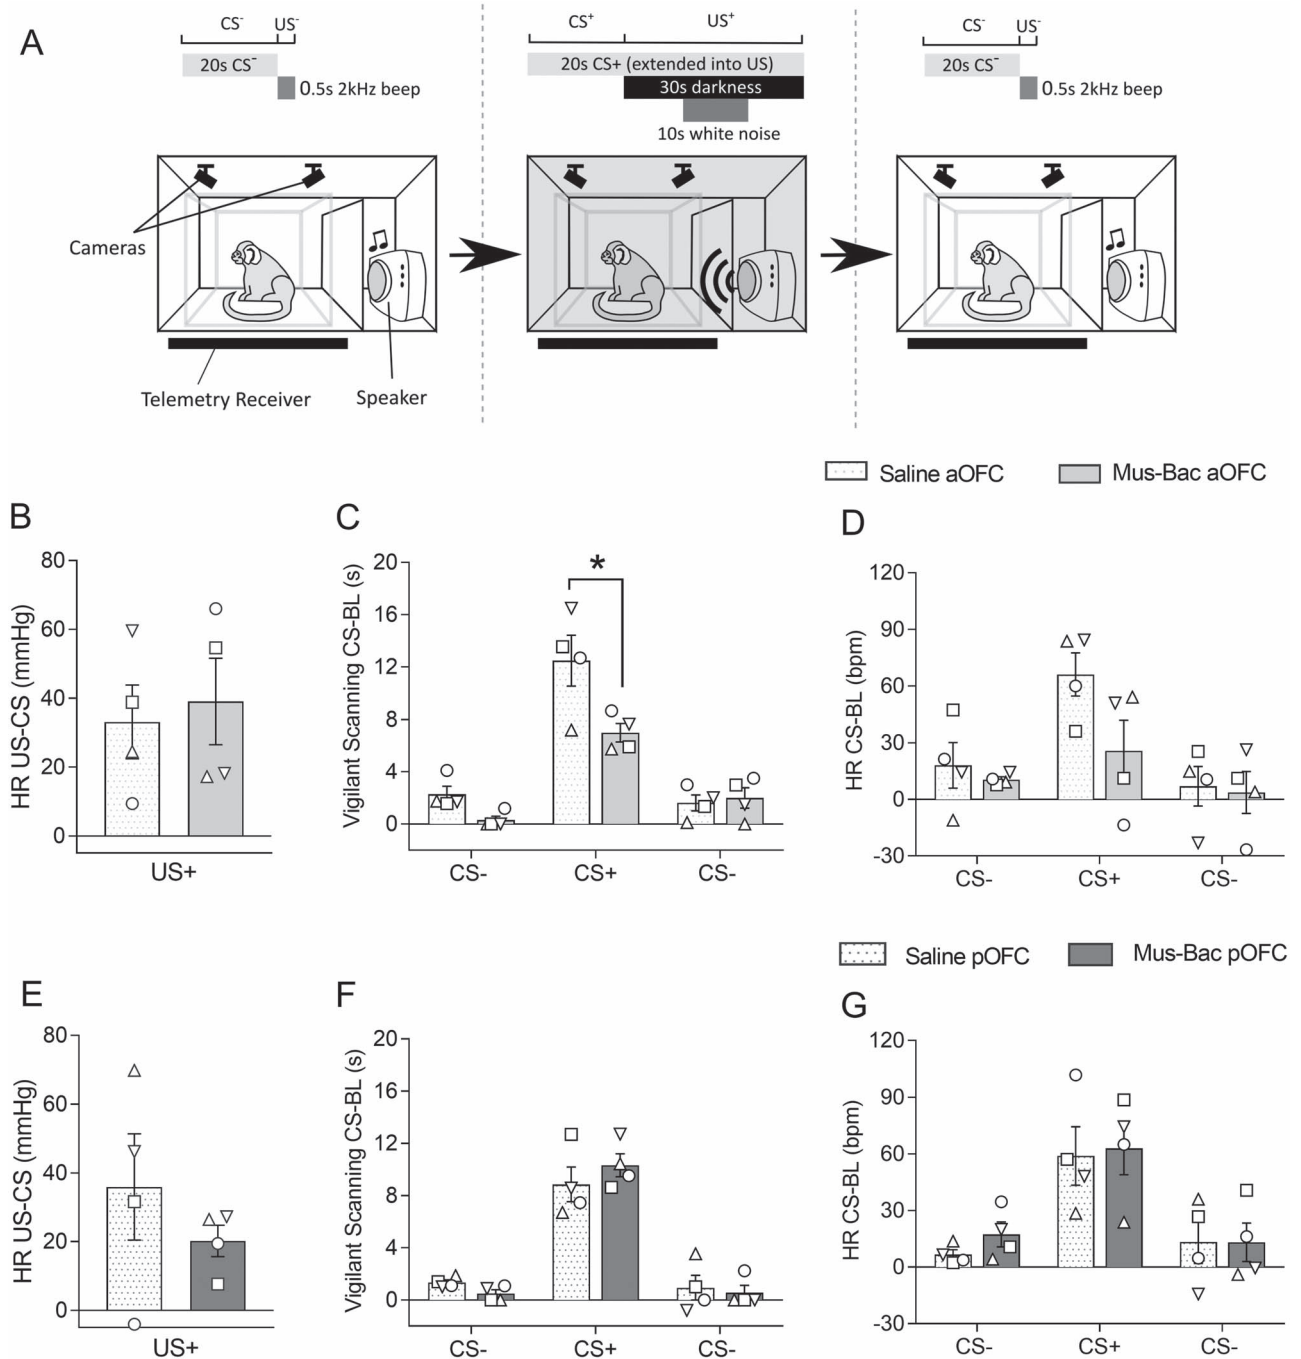 A
CS⁻ US⁻
20s CS⁻
0.5s 2kHz beep
CS⁺ US⁺
20s CS+ (extended into US)
30s darkness
10s white noise
CS⁻ US⁻
20s CS⁻
0.5s 2kHz beep
Cameras
Telemetry Receiver
Speaker
Saline aOFC
Mus-Bac aOFC
B
HR US-CS (mmHg)
80
60
40
20
0
US+
C
Vigilant Scanning CS-BL (s)
20
16
12
8
4
0
*
CS- CS+ CS-
D
HR CS-BL (bpm)
120
90
60
30
0
-30
CS- CS+ CS-
Saline pOFC
Mus-Bac pOFC
E
HR US-CS (mmHg)
80
60
40
20
0
US+
F
Vigilant Scanning CS-BL (s)
20
16
12
8
4
0
CS- CS+ CS-
G
HR CS-BL (bpm)
120
90
60
30
0
-30
CS- CS+ CS-